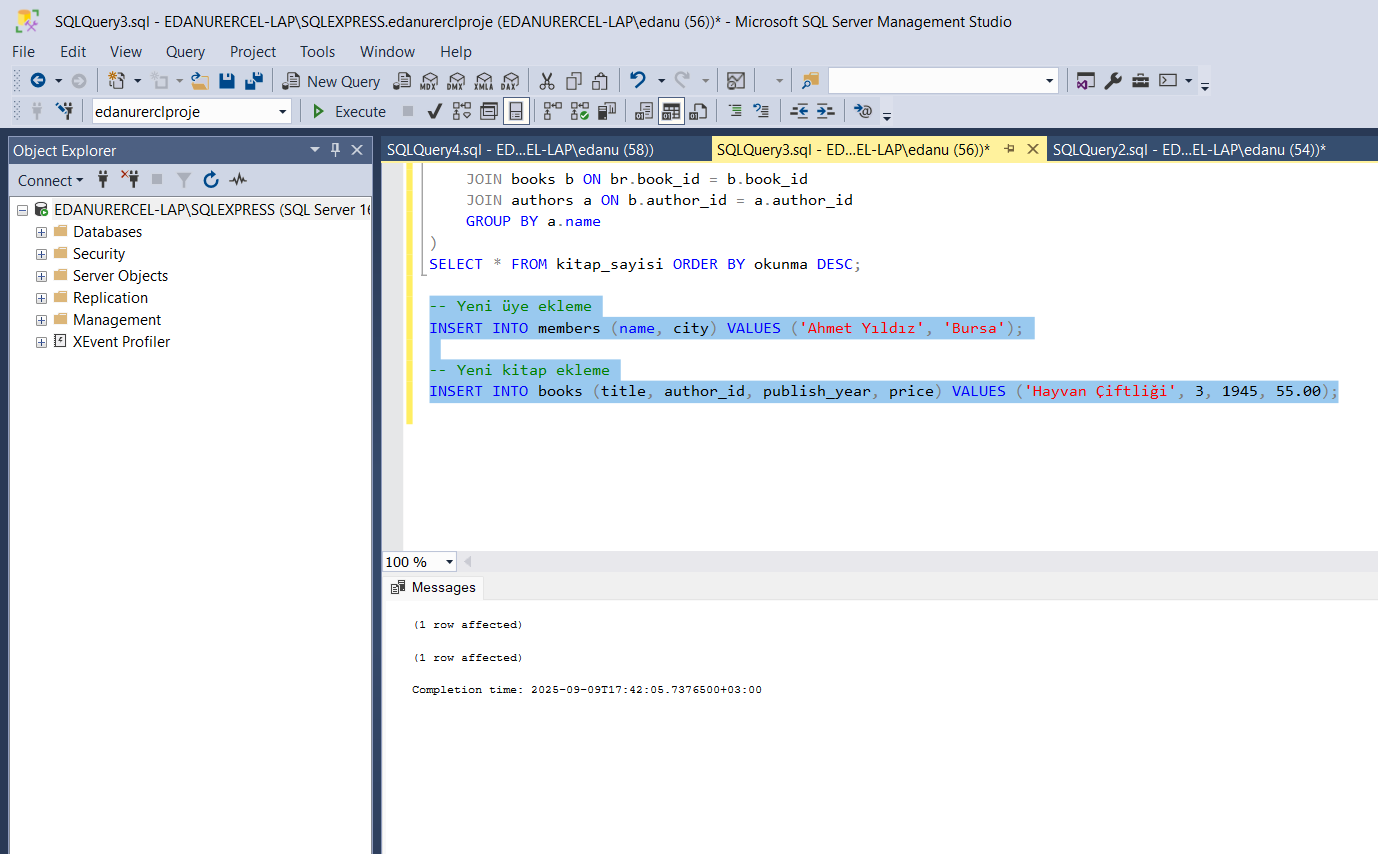 SQLQuery3.sql - EDANURERCEL-LAP\SQLEXPRESS.edanurerclproje (EDANURERCEL-LAP\edanu (56))* - Microsoft SQL Server Management Studio
File Edit View Query Project Tools Window Help
New Query MDX DMX XMLA DAX
edanurerclproje Execute
Object Explorer
Connect
EDANURERCEL-LAP\SQLEXPRESS (SQL Server 16
Databases
Security
Server Objects
Replication
Management
XEvent Profiler
SQLQuery4.sql - ED...EL-LAP\edanu (58)) SQLQuery3.sql - ED...EL-LAP\edanu (56))* SQLQuery2.sql - ED...EL-LAP\edanu (54))*
JOIN books b ON br.book_id = b.book_id
JOIN authors a ON b.author_id = a.author_id
GROUP BY a.name
)
SELECT * FROM kitap_sayisi ORDER BY okunma DESC;
-- Yeni üye ekleme
INSERT INTO members (name, city) VALUES ('Ahmet Yıldız', 'Bursa');
-- Yeni kitap ekleme
INSERT INTO books (title, author_id, publish_year, price) VALUES ('Hayvan Çiftliği', 3, 1945, 55.00);
100 %
Messages
(1 row affected)
(1 row affected)
Completion time: 2025-09-09T17:42:05.7376500+03:00